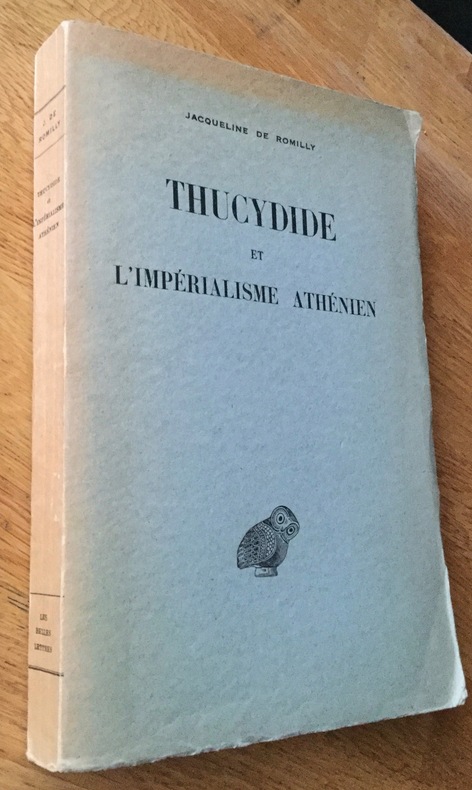 JACQUELINE DE ROMILLY
THUCYDIDE
ET
L'IMPÉRIALISME ATHÉNIEN
J. DE
ROMILLY
THUCYDIDE
et
L'IMPÉRIALISME
ATHÉNIEN
LES
BELLES
LETTRES